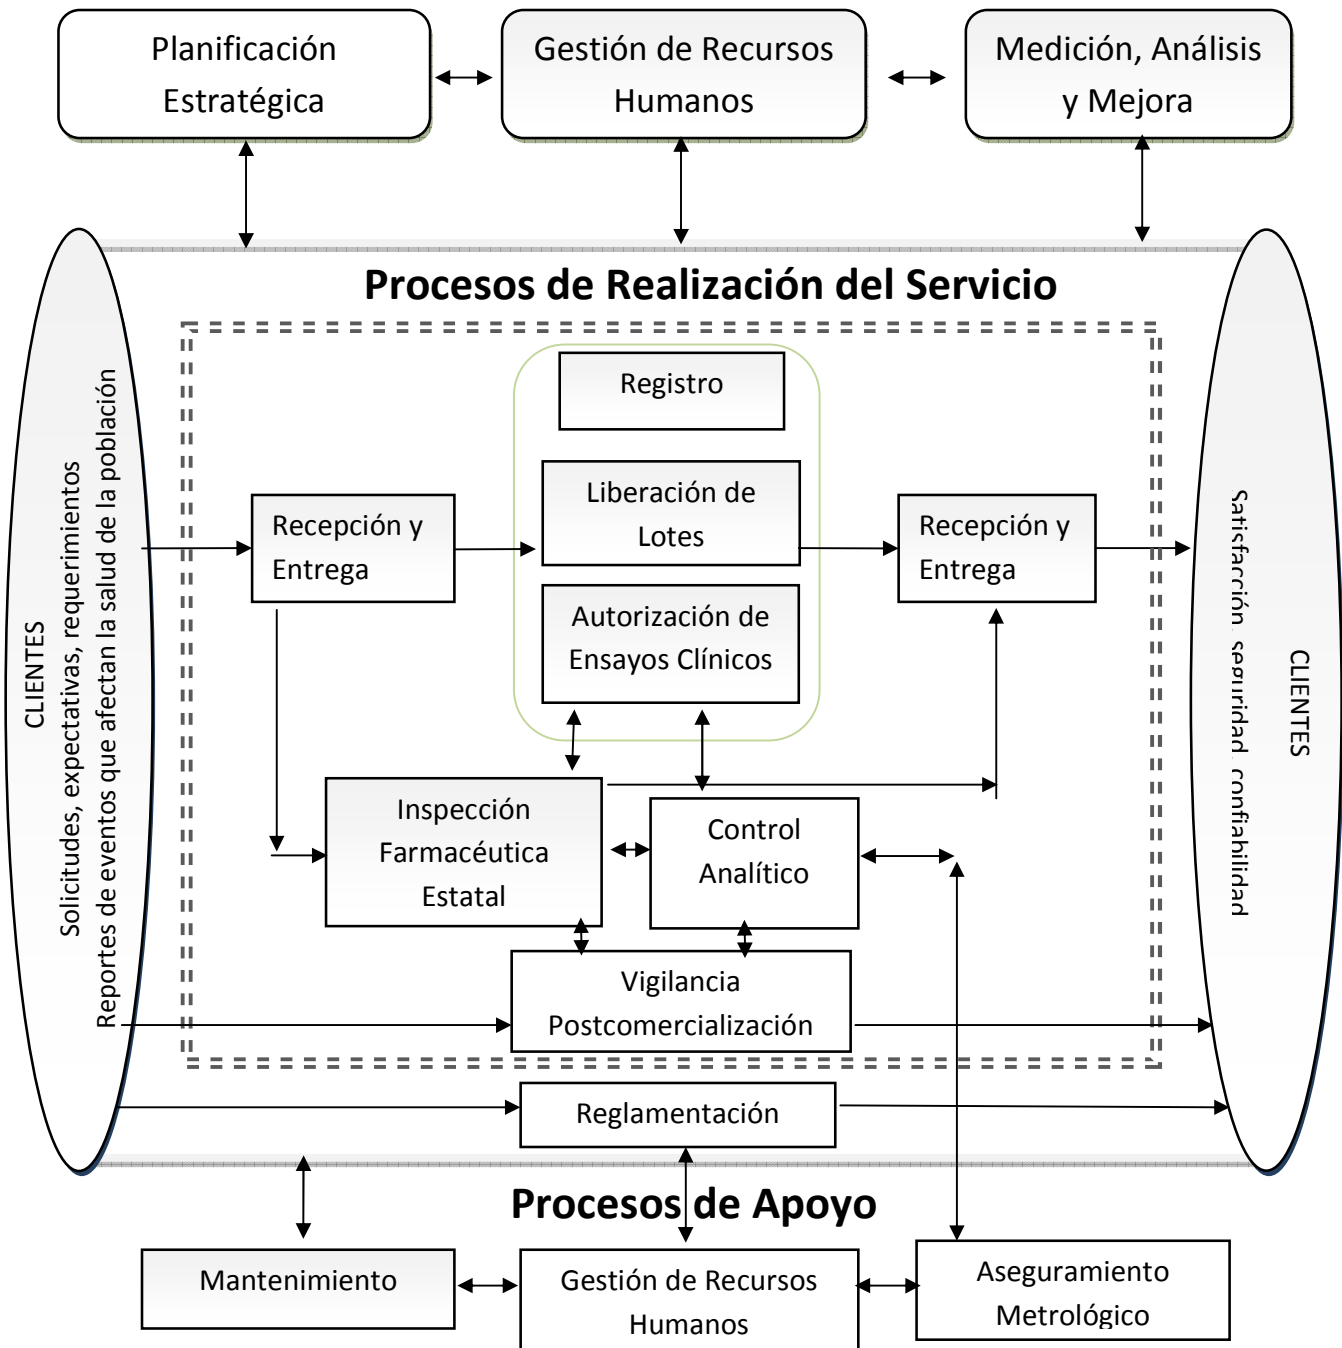 Planificación
Estratégica
Gestión de Recursos
Humanos
Medición, Análisis
y Mejora
Procesos de Realización del Servicio
CLIENTES
Solicitudes, expectativas, requerimientos
Reportes de eventos que afectan la salud de la población
Registro
Liberación de
Lotes
Autorización de
Ensayos Clínicos
Recepción y
Entrega
Recepción y
Entrega
Inspección
Farmacéutica
Estatal
Control
Analítico
Vigilancia
Postcomercialización
Reglamentación
CLIENTES
Satisfacción, seguridad, confiabilidad
Procesos de Apoyo
Mantenimiento
Gestión de Recursos
Humanos
Aseguramiento
Metrológico